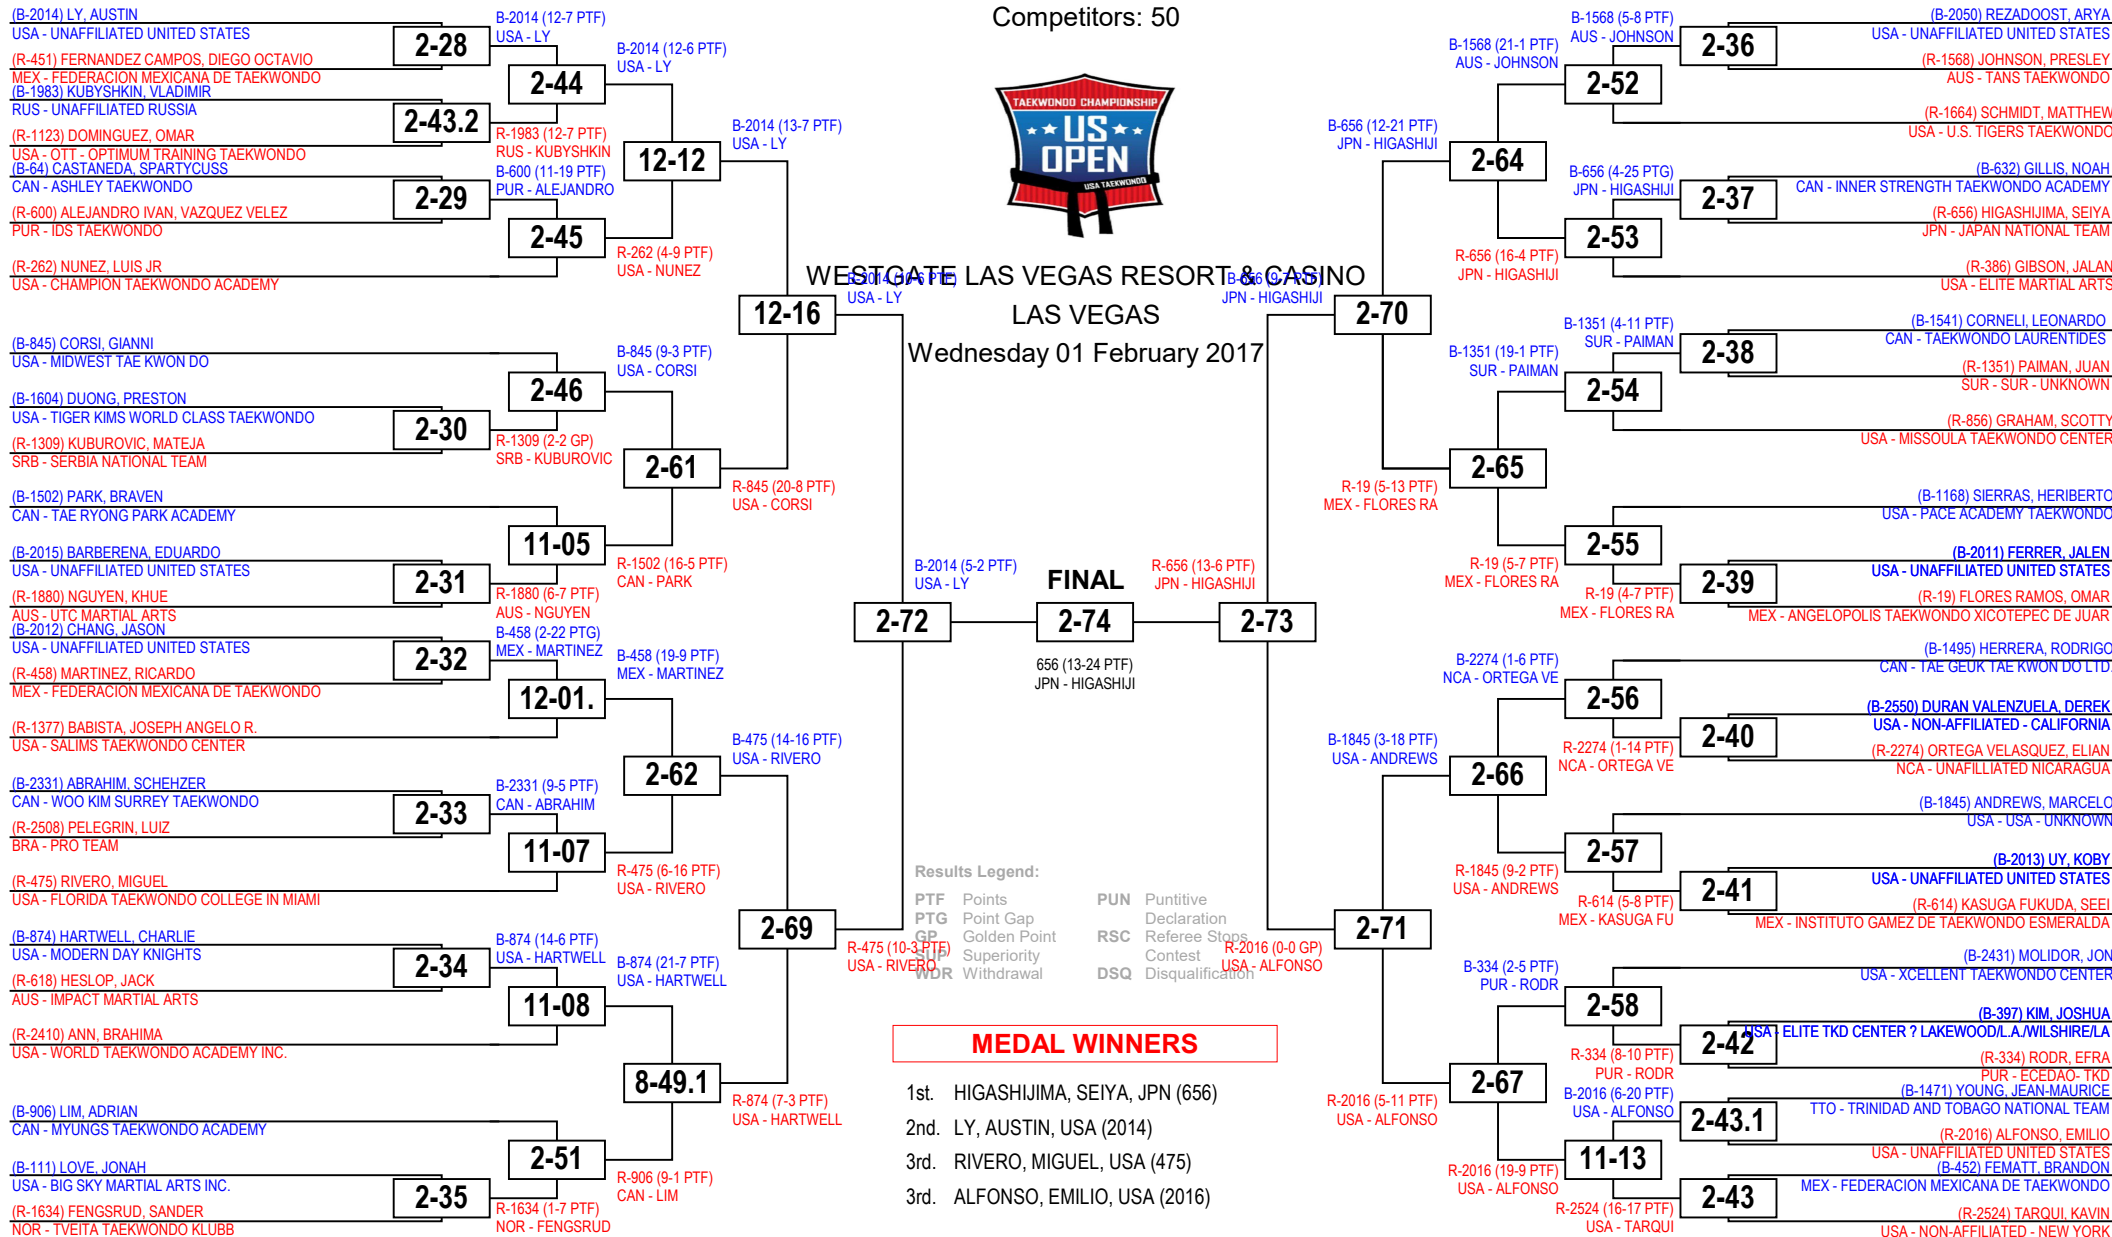 Competitors: 50
TAEKWONDO CHAMPIONSHIP
US
OPEN
USA TAEKWONDO
WESTGATE LAS VEGAS RESORT & CASINO
LAS VEGAS
Wednesday 01 February 2017
(B-2014) LY, AUSTIN
USA - UNAFFILIATED UNITED STATES
(R-451) FERNANDEZ CAMPOS, DIEGO OCTAVIO
MEX - FEDERACION MEXICANA DE TAEKWONDO
(B-1983) KUBYSHKIN, VLADIMIR
RUS - UNAFFILIATED RUSSIA
(R-1123) DOMINGUEZ, OMAR
USA - OTT - OPTIMUM TRAINING TAEKWONDO
(B-64) CASTANEDA, SPARTYCUSS
CAN - ASHLEY TAEKWONDO
(R-600) ALEJANDRO IVAN, VAZQUEZ VELEZ
PUR - IDS TAEKWONDO
(R-262) NUNEZ, LUIS JR
USA - CHAMPION TAEKWONDO ACADEMY
(B-845) CORSI, GIANNI
USA - MIDWEST TAE KWON DO
(B-1604) DUONG, PRESTON
USA - TIGER KIMS WORLD CLASS TAEKWONDO
(R-1309) KUBUROVIC, MATEJA
SRB - SERBIA NATIONAL TEAM
(B-1502) PARK, BRAVEN
CAN - TAE RYONG PARK ACADEMY
(B-2015) BARBERENA, EDUARDO
USA - UNAFFILIATED UNITED STATES
(R-1880) NGUYEN, KHUE
AUS - UTC MARTIAL ARTS
(B-2012) CHANG, JASON
USA - UNAFFILIATED UNITED STATES
(R-458) MARTINEZ, RICARDO
MEX - FEDERACION MEXICANA DE TAEKWONDO
(R-1377) BABISTA, JOSEPH ANGELO R.
USA - SALIMS TAEKWONDO CENTER
(B-2331) ABRAHIM, SCHEHZER
CAN - WOO KIM SURREY TAEKWONDO
(R-2508) PELEGRIN, LUIZ
BRA - PRO TEAM
(R-475) RIVERO, MIGUEL
USA - FLORIDA TAEKWONDO COLLEGE IN MIAMI
(B-874) HARTWELL, CHARLIE
USA - MODERN DAY KNIGHTS
(R-618) HESLOP, JACK
AUS - IMPACT MARTIAL ARTS
(R-2410) ANN, BRAHIMA
USA - WORLD TAEKWONDO ACADEMY INC.
(B-906) LIM, ADRIAN
CAN - MYUNGS TAEKWONDO ACADEMY
(B-111) LOVE, JONAH
USA - BIG SKY MARTIAL ARTS INC.
(R-1634) FENGSRUD, SANDER
NOR - TVEITA TAEKWONDO KLUBB
2-28
2-43.2
2-29
2-30
2-31
2-32
2-33
2-34
2-35
B-2014 (12-7 PTF)
USA - LY
R-1983 (12-7 PTF)
RUS - KUBYSHKIN
B-600 (11-19 PTF)
PUR - ALEJANDRO
R-1309 (2-2 GP)
SRB - KUBUROVIC
R-1880 (6-7 PTF)
AUS - NGUYEN
B-458 (2-22 PTG)
MEX - MARTINEZ
B-2331 (9-5 PTF)
CAN - ABRAHIM
B-874 (14-6 PTF)
USA - HARTWELL
R-1634 (1-7 PTF)
NOR - FENGSRUD
2-44
2-45
2-46
11-05
12-01.
11-07
11-08
2-51
B-2014 (12-6 PTF)
USA - LY
R-262 (4-9 PTF)
USA - NUNEZ
B-845 (9-3 PTF)
USA - CORSI
R-1502 (16-5 PTF)
CAN - PARK
B-458 (19-9 PTF)
MEX - MARTINEZ
R-475 (6-16 PTF)
USA - RIVERO
B-874 (21-7 PTF)
USA - HARTWELL
R-906 (9-1 PTF)
CAN - LIM
12-12
2-61
2-62
8-49.1
B-2014 (13-7 PTF)
USA - LY
R-845 (20-8 PTF)
USA - CORSI
B-475 (14-16 PTF)
USA - RIVERO
R-874 (7-3 PTF)
USA - HARTWELL
12-16
2-69
B-2014 (10-6 PTF)
USA - LY
R-475 (10-3 PTF)
USA - RIVERO
2-72
B-2014 (5-2 PTF)
USA - LY
FINAL
2-74
656 (13-24 PTF)
JPN - HIGASHIJI
R-656 (13-6 PTF)
JPN - HIGASHIJI
2-73
B-656 (9-7 PTF)
JPN - HIGASHIJI
R-2016 (0-0 GP)
USA - ALFONSO
2-70
2-71
B-656 (12-21 PTF)
JPN - HIGASHIJI
R-19 (5-13 PTF)
MEX - FLORES RA
B-1845 (3-18 PTF)
USA - ANDREWS
R-2016 (5-11 PTF)
USA - ALFONSO
2-64
2-65
2-66
2-67
B-1568 (21-1 PTF)
AUS - JOHNSON
R-656 (16-4 PTF)
JPN - HIGASHIJI
B-1351 (19-1 PTF)
SUR - PAIMAN
R-19 (5-7 PTF)
MEX - FLORES RA
B-2274 (1-6 PTF)
NCA - ORTEGA VE
R-1845 (9-2 PTF)
USA - ANDREWS
B-334 (2-5 PTF)
PUR - RODR
R-2016 (19-9 PTF)
USA - ALFONSO
2-52
2-53
2-54
2-55
2-56
2-57
2-58
11-13
B-1568 (5-8 PTF)
AUS - JOHNSON
B-656 (4-25 PTG)
JPN - HIGASHIJI
B-1351 (4-11 PTF)
SUR - PAIMAN
R-19 (4-7 PTF)
MEX - FLORES RA
R-2274 (1-14 PTF)
NCA - ORTEGA VE
R-614 (5-8 PTF)
MEX - KASUGA FU
R-334 (8-10 PTF)
PUR - RODR
B-2016 (6-20 PTF)
USA - ALFONSO
R-2524 (16-17 PTF)
USA - TARQUI
2-36
2-37
2-38
2-39
2-40
2-41
2-42
2-43.1
2-43
(B-2050) REZADOOST, ARYA
USA - UNAFFILIATED UNITED STATES
(R-1568) JOHNSON, PRESLEY
AUS - TANS TAEKWONDO
(R-1664) SCHMIDT, MATTHEW
USA - U.S. TIGERS TAEKWONDO
(B-632) GILLIS, NOAH
CAN - INNER STRENGTH TAEKWONDO ACADEMY
(R-656) HIGASHIJIMA, SEIYA
JPN - JAPAN NATIONAL TEAM
(R-386) GIBSON, JALAN
USA - ELITE MARTIAL ARTS
(B-1541) CORNELI, LEONARDO
CAN - TAEKWONDO LAURENTIDES
(R-1351) PAIMAN, JUAN
SUR - SUR - UNKNOWN
(R-856) GRAHAM, SCOTTY
USA - MISSOULA TAEKWONDO CENTER
(B-1168) SIERRAS, HERIBERTO
USA - PACE ACADEMY TAEKWONDO
(B-2011) FERRER, JALEN
USA - UNAFFILIATED UNITED STATES
(R-19) FLORES RAMOS, OMAR
MEX - ANGELOPOLIS TAEKWONDO XICOTEPEC DE JUAR
(B-1495) HERRERA, RODRIGO
CAN - TAE GEUK TAE KWON DO LTD.
(B-2550) DURAN VALENZUELA, DEREK
USA - NON-AFFILIATED - CALIFORNIA
(R-2274) ORTEGA VELASQUEZ, ELIAN
NCA - UNAFILLIATED NICARAGUA
(B-1845) ANDREWS, MARCELO
USA - USA - UNKNOWN
(B-2013) UY, KOBY
USA - UNAFFILIATED UNITED STATES
(R-614) KASUGA FUKUDA, SEEI
MEX - INSTITUTO GAMEZ DE TAEKWONDO ESMERALDA
(B-2431) MOLIDOR, JON
USA - XCELLENT TAEKWONDO CENTER
(B-397) KIM, JOSHUA
USA - ELITE TKD CENTER ? LAKEWOOD/L.A./WILSHIRE/LA
(R-334) RODR, EFRA
PUR - ECEDAO- TKD
(B-1471) YOUNG, JEAN-MAURICE
TTO - TRINIDAD AND TOBAGO NATIONAL TEAM
(R-2016) ALFONSO, EMILIO
USA - UNAFFILIATED UNITED STATES
(B-452) FEMATT, BRANDON
MEX - FEDERACION MEXICANA DE TAEKWONDO
(R-2524) TARQUI, KAVIN
USA - NON-AFFILIATED - NEW YORK
Results Legend:
PTF Points
PTG Point Gap
GP Golden Point
SUP Superiority
WDR Withdrawal
PUN Puntitive
Declaration
RSC Referee Stops
Contest
DSQ Disqualification
MEDAL WINNERS
1st. HIGASHIJIMA, SEIYA, JPN (656)
2nd. LY, AUSTIN, USA (2014)
3rd. RIVERO, MIGUEL, USA (475)
3rd. ALFONSO, EMILIO, USA (2016)